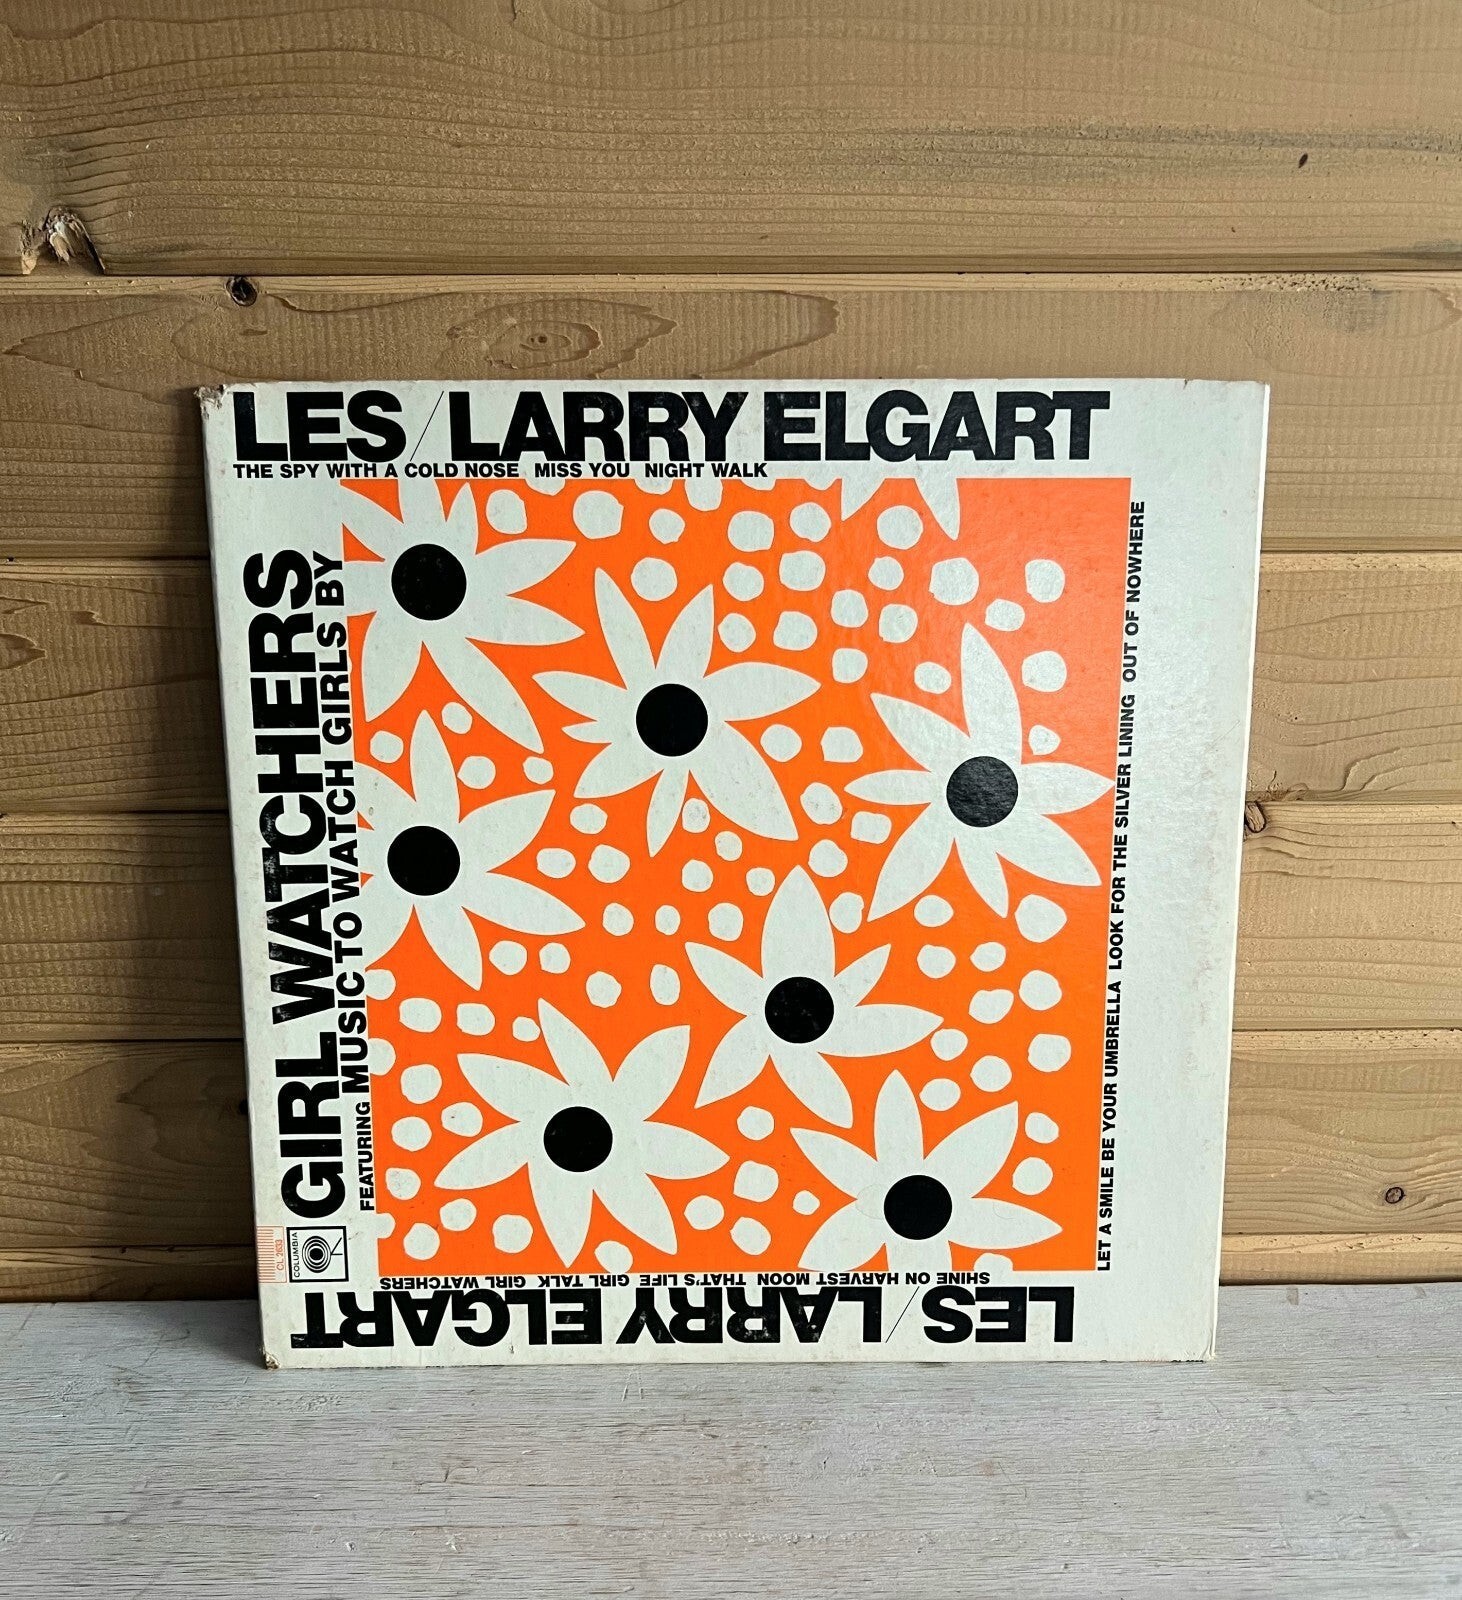 LES/LARRY ELGART
THE SPY WITH A COLD NOSE MISS YOU NIGHT WALK
GIRL WATCHERS
FEATURING MUSIC TO WATCH GIRLS BY
LET A SMILE BE YOUR UMBRELLA LOOK FOR THE SILVER LINING OUT OF NOWHERE
CL 2633
COLUMBIA
LES/LARRY ELGART
SHINE ON HARVEST MOON THAT'S LIFE GIRL TALK GIRL WATCHERS